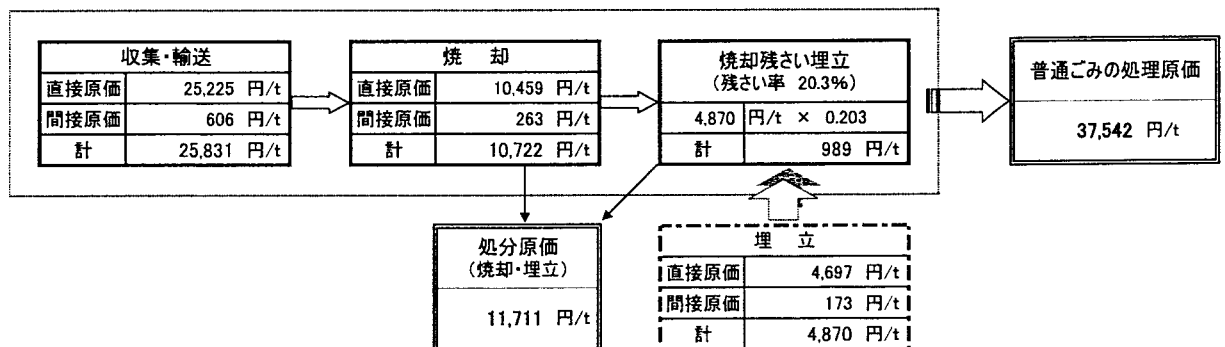 収集・輸送
直接原価 25,225 円/t
間接原価 606 円/t
計 25,831 円/t
焼 却
直接原価 10,459 円/t
間接原価 263 円/t
計 10,722 円/t
焼却残さい埋立
(残さい率 20.3%)
4,870 円/t × 0.203
計 989 円/t
普通ごみの処理原価
37,542 円/t
処分原価
(焼却・埋立)
11,711 円/t
埋 立
直接原価 4,697 円/t
間接原価 173 円/t
計 4,870 円/t